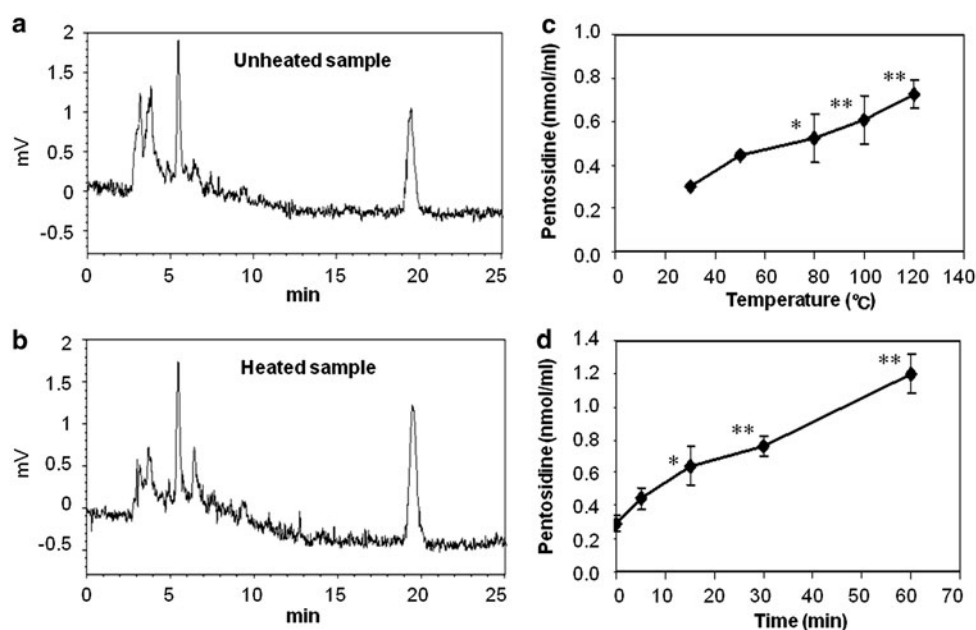 a
2
1.5
1
0.5
0
-0.5
mV
Unheated sample
0 5 10 15 20 25
min
b
2
1.5
1
0.5
0
-0.5
mV
Heated sample
0 5 10 15 20 25
min
c
1.0
0.8
0.6
0.4
0.2
0.0
Pentosidine (nmol/ml)
* ** **
0 20 40 60 80 100 120 140
Temperature (℃)
d
1.4
1.2
1.0
0.8
0.6
0.4
0.2
0.0
Pentosidine (nmol/ml)
* ** **
0 10 20 30 40 50 60 70
Time (min)